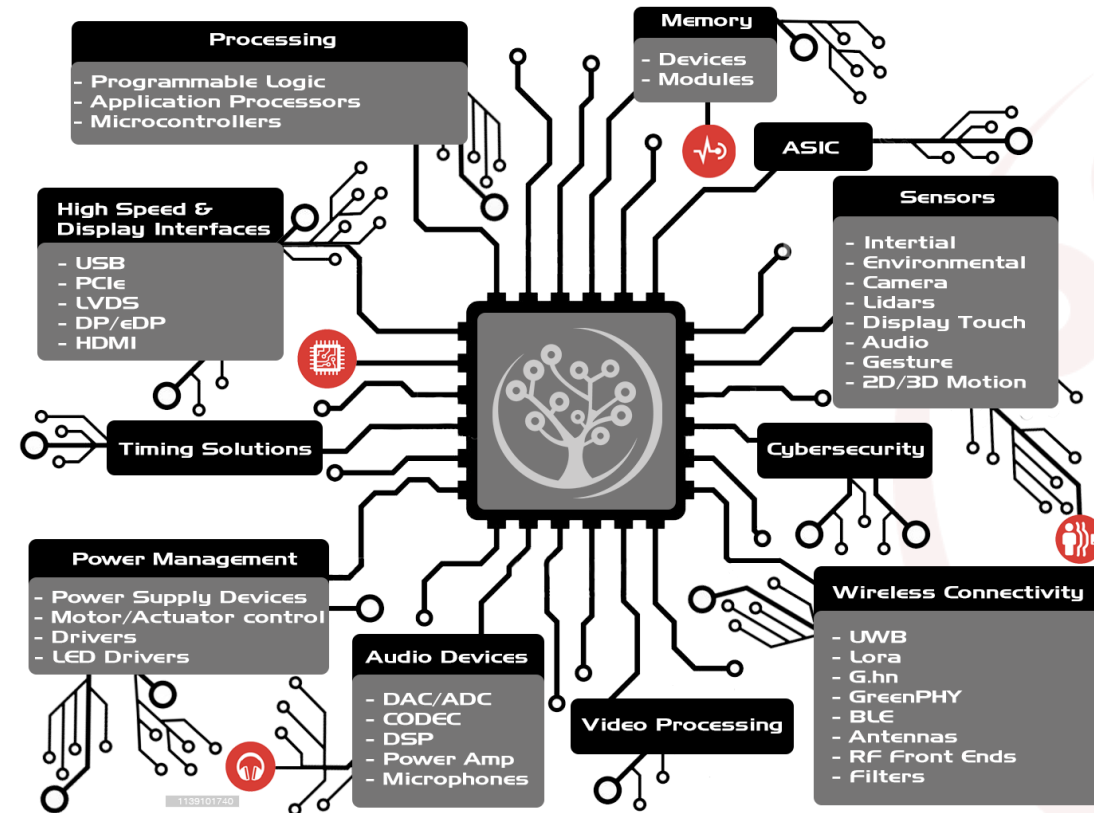 Processing
- Programmable Logic
- Application Processors
- Microcontrollers
Memory
- Devices
- Modules
ASIC
High Speed &
Display Interfaces
- USB
- PCIe
- LVDS
- DP/eDP
- HDMI
Sensors
- Intertial
- Environmental
- Camera
- Lidars
- Display Touch
- Audio
- Gesture
- 2D/3D Motion
Timing Solutions
Cybersecurity
Power Management
- Power Supply Devices
- Motor/Actuator control
- Drivers
- LED Drivers
Audio Devices
- DAC/ADC
- CODEC
- DSP
- Power Amp
- Microphones
Video Processing
Wireless Connectivity
- UWB
- Lora
- G.hn
- GreenPHY
- BLE
- Antennas
- RF Front Ends
- Filters
1139101740